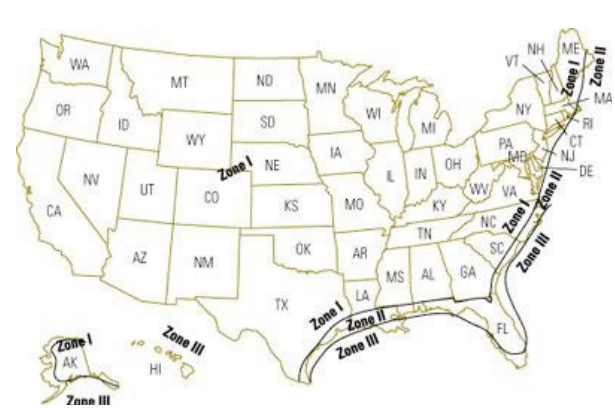 ME
NH
VT
Zone I
Zone II
WA
MT
ND
MN
MA
OR
ID
SD
WI
MI
NY
RI
WY
CT
IA
PA
NJ
Zone I
NE
MD
DE
NV
UT
CO
IL
IN
OH
WV
VA
Zone II
CA
KS
MO
KY
Zone I
NC
TN
Zone III
AZ
NM
OK
AR
SC
MS
AL
GA
TX
LA
Zone I
Zone II
FL
Zone III
Zone I
AK
Zone III
HI
Zone III